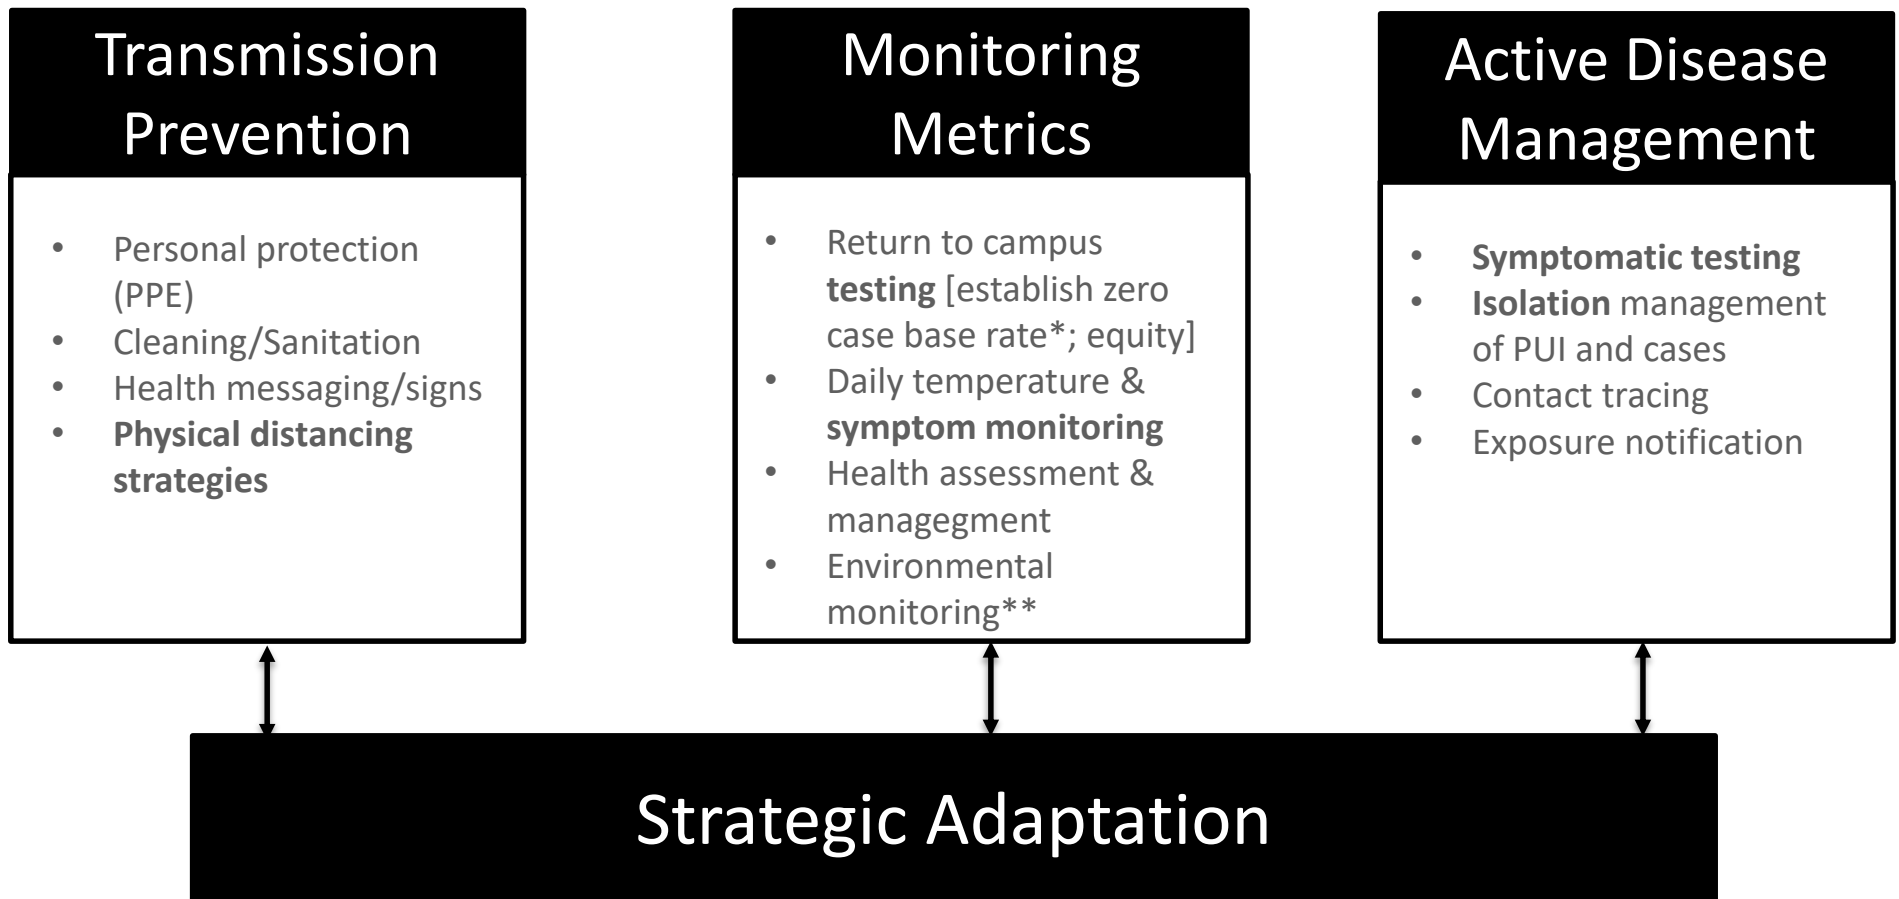 Transmission
Prevention
• Personal protection
(PPE)
• Cleaning/Sanitation
• Health messaging/signs
• Physical distancing
strategies
Monitoring
Metrics
• Return to campus
testing [establish zero
case base rate*; equity]
• Daily temperature &
symptom monitoring
• Health assessment &
managegment
• Environmental
monitoring**
Active Disease
Management
• Symptomatic testing
• Isolation management
of PUI and cases
• Contact tracing
• Exposure notification
Strategic Adaptation